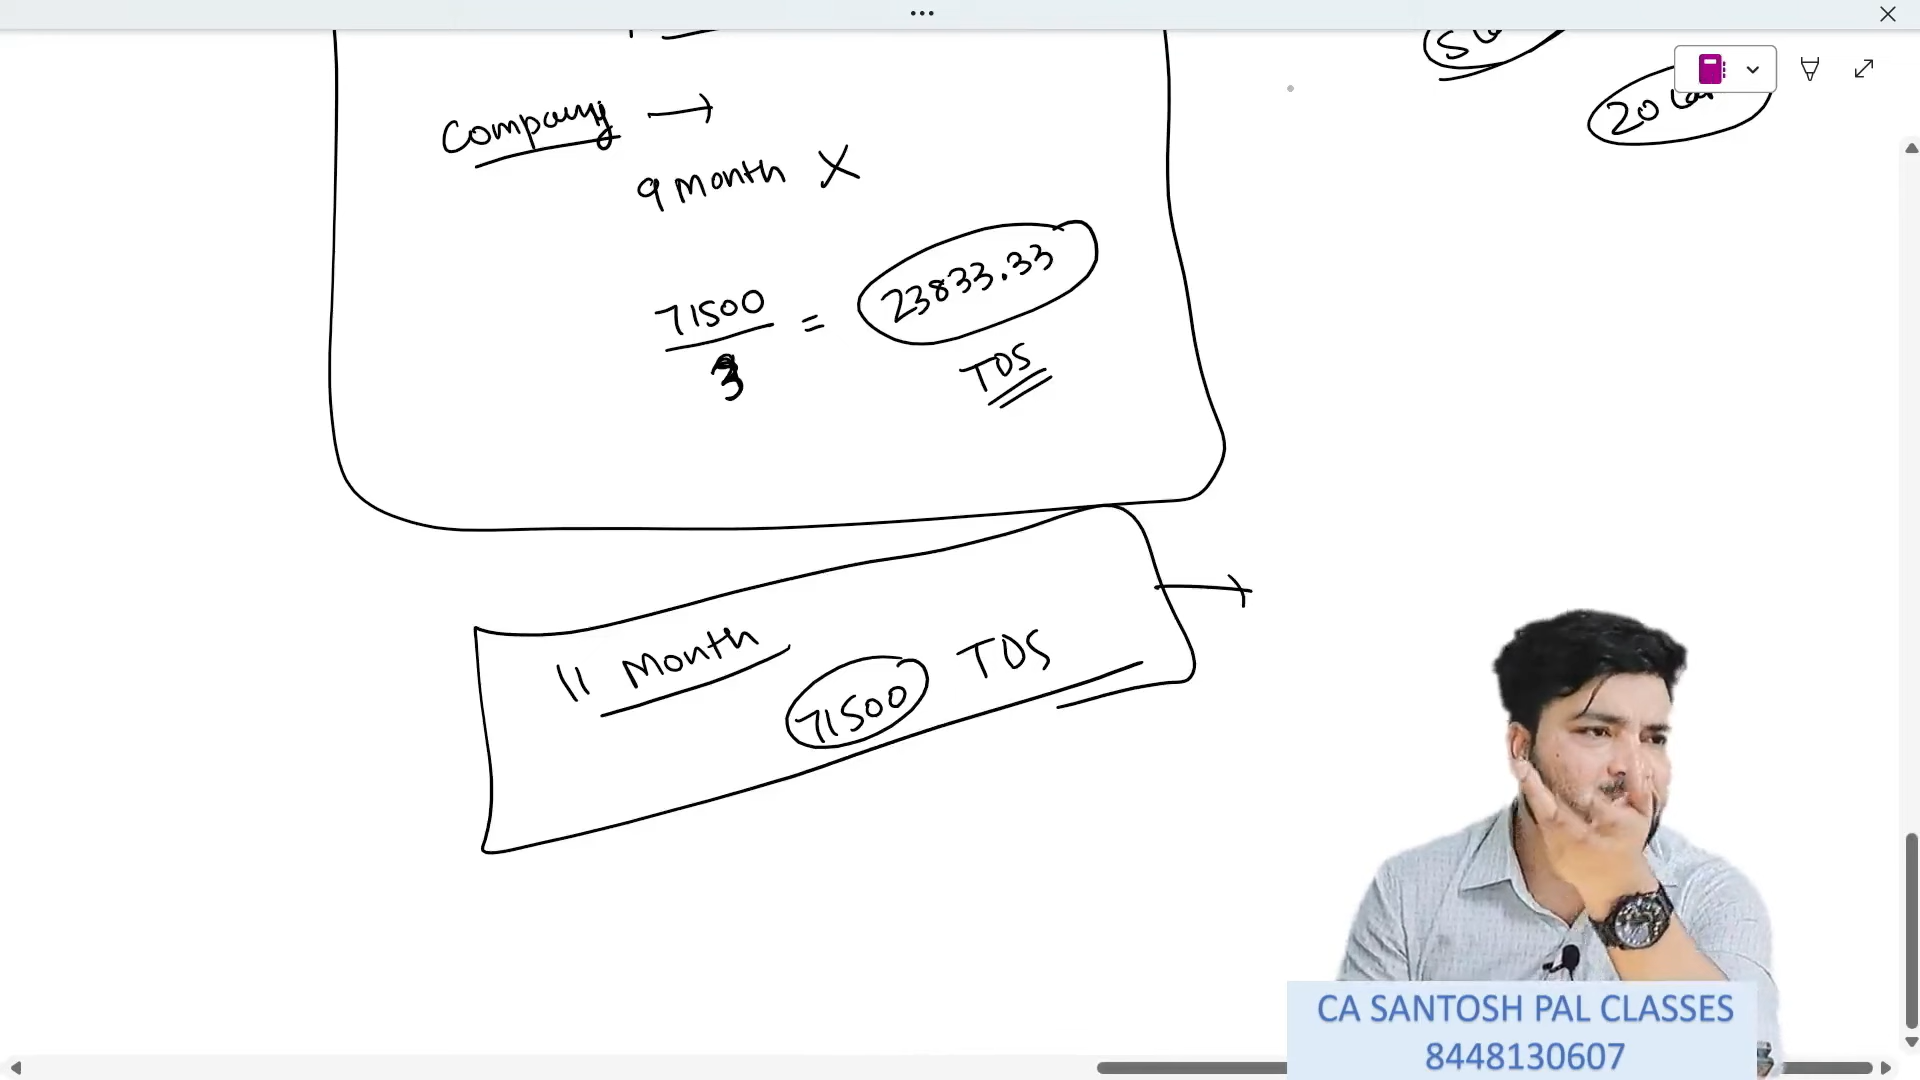 20
Company →
9 month X
71500 / 3 = 23833.33
TDS
11 Month
71500 TDS
CA SANTOSH PAL CLASSES
8448130607